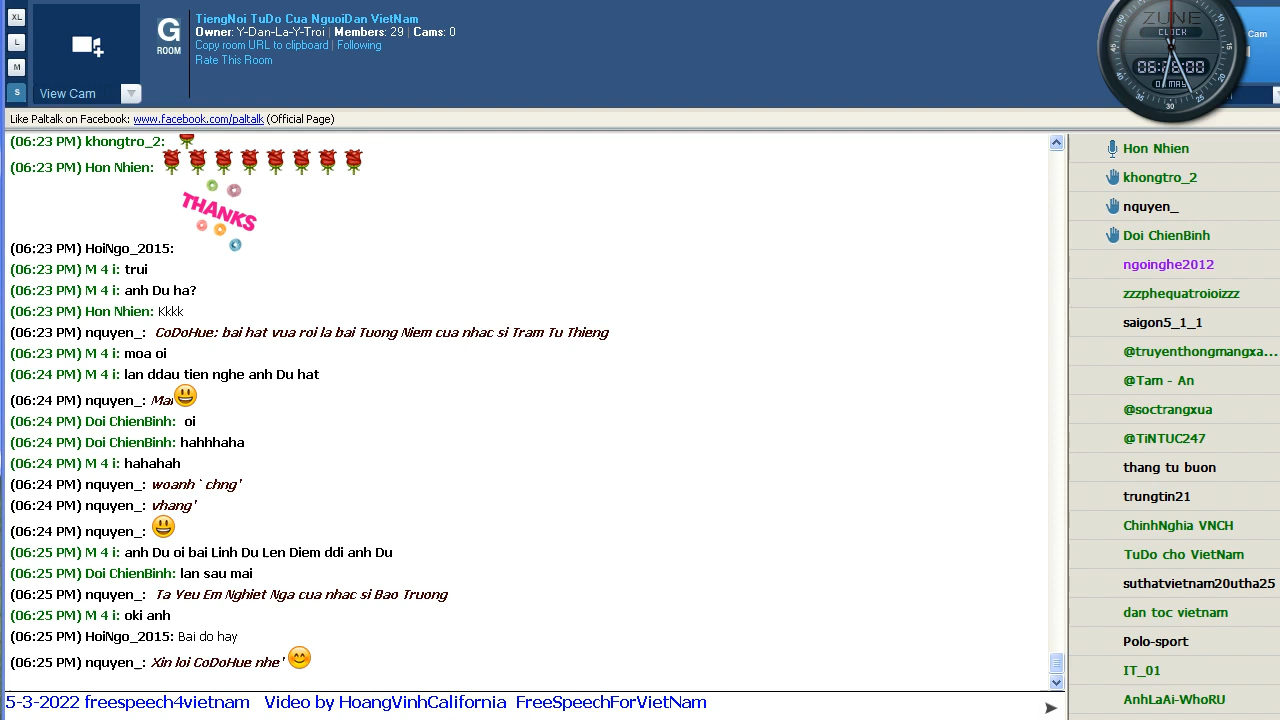 XL
L
M
S
View Cam
G
ROOM
TiengNoi TuDo Cua NguoiDan VietNam
Owner: Y-Dan-La-Y-Troi | Members: 29 | Cams: 0
Copy room URL to clipboard | Following
Rate This Room
ZUNE
CLOCK
Cam
Like Paltalk on Facebook: www.facebook.com/paltalk (Official Page)
(06:23 PM) khongtro_2:
(06:23 PM) Hon Nhien:
THANKS
(06:23 PM) HoiNgo_2015:
(06:23 PM) M 4 i: trui
(06:23 PM) M 4 i: anh Du ha?
(06:23 PM) Hon Nhien: Kkkk
(06:23 PM) nquyen_: CoDoHue: bai hat vua roi la bai Tuong Niem cua nhac si Tram Tu Thieng
(06:23 PM) M 4 i: moa oi
(06:24 PM) M 4 i: lan ddau tien nghe anh Du hat
(06:24 PM) nquyen_: Mai
(06:24 PM) Doi ChienBinh: oi
(06:24 PM) Doi ChienBinh: hahhhaha
(06:24 PM) M 4 i: hahahah
(06:24 PM) nquyen_: woanh ` chng'
(06:24 PM) nquyen_: vhang'
(06:24 PM) nquyen_:
(06:25 PM) M 4 i: anh Du oi bai Linh Du Len Diem ddi anh Du
(06:25 PM) Doi ChienBinh: lan sau mai
(06:25 PM) nquyen_: Ta Yeu Em Nghiet Nga cua nhac si Bao Truong
(06:25 PM) M 4 i: oki anh
(06:25 PM) HoiNgo_2015: Bai do hay
(06:25 PM) nquyen_: Xin loi CoDoHue nhe'
5-3-2022 freespeech4vietnam Video by HoangVinhCalifornia FreeSpeechForVietNam
Hon Nhien
khongtro_2
nquyen_
Doi ChienBinh
ngoinghe2012
zzzphequatroioizzz
saigon5_1_1
@truyenthongmangxa...
@Tam - An
@soctrangxua
@TiNTUC247
thang tu buon
trungtin21
ChinhNghia VNCH
TuDo cho VietNam
suthatvietnam20utha25
dan toc vietnam
Polo-sport
IT_01
AnhLaAi-WhoRU